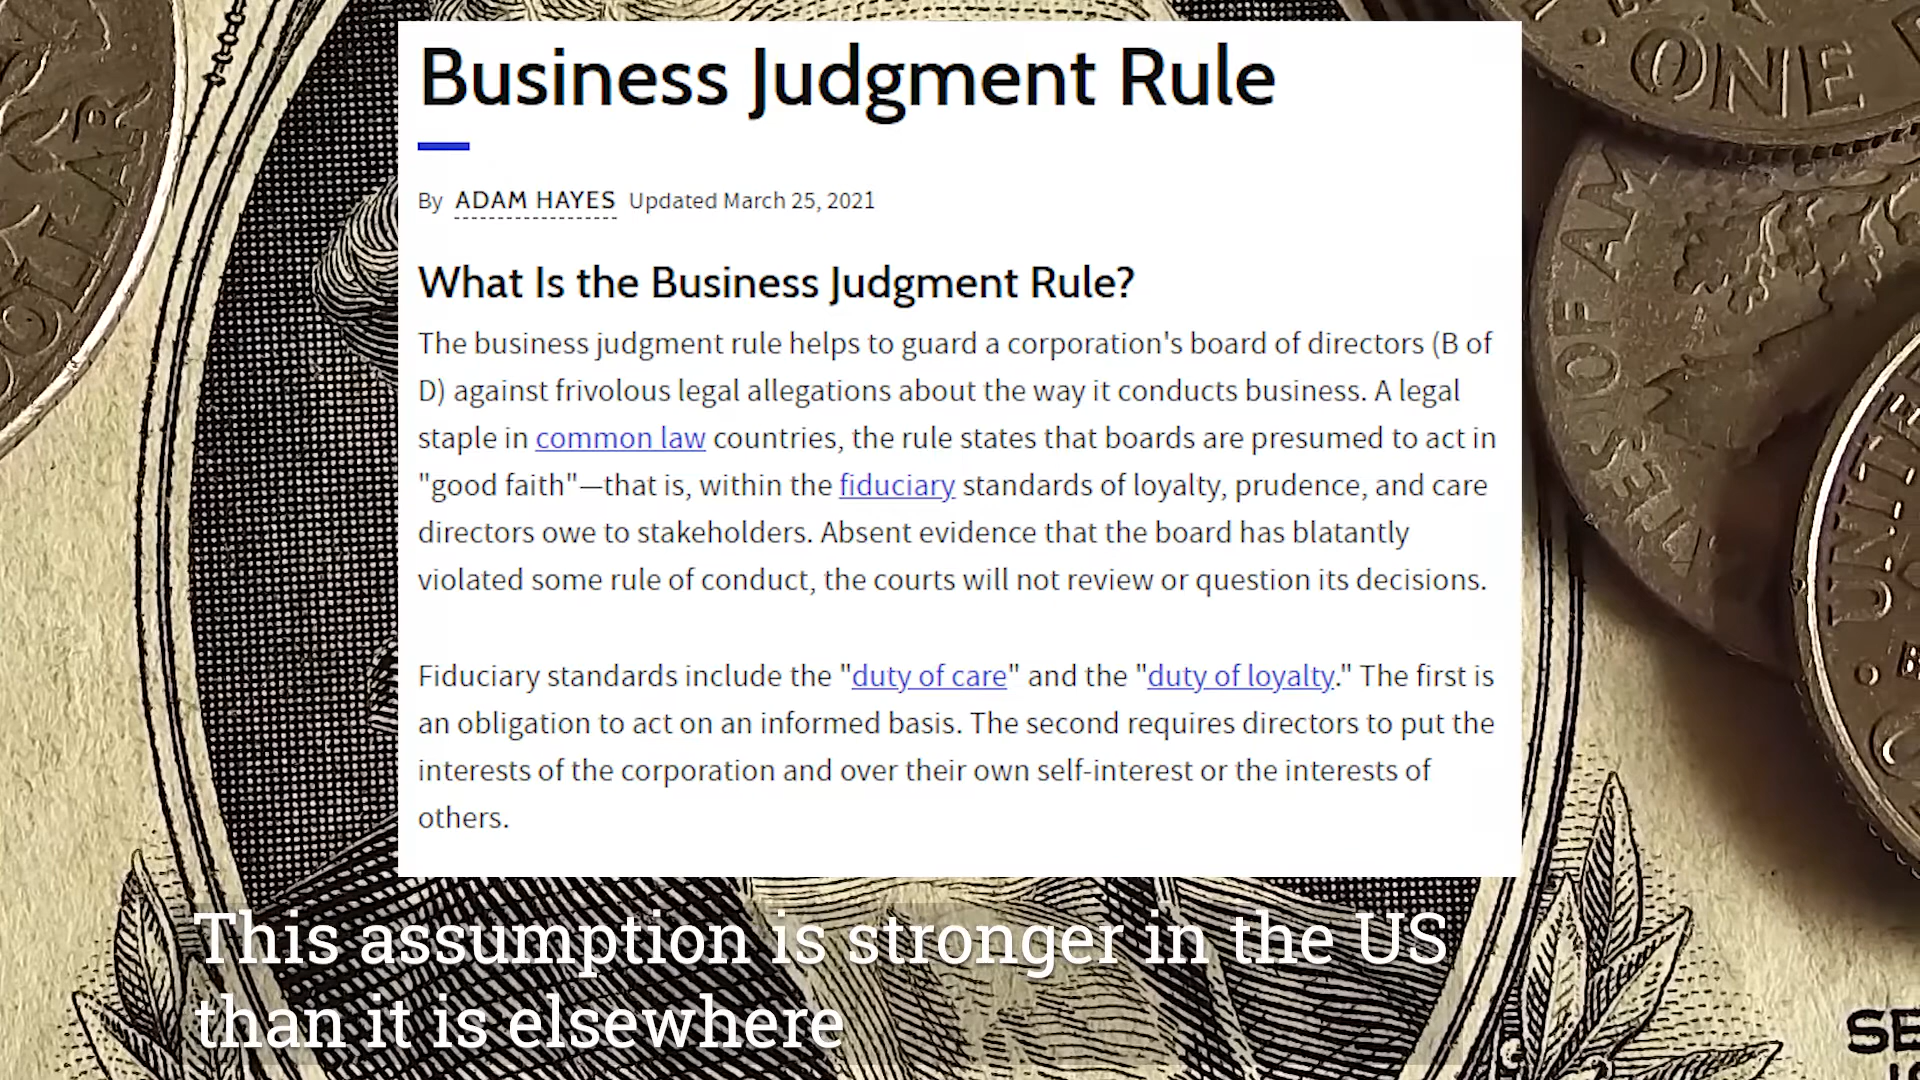 Business Judgment Rule
By ADAM HAYES Updated March 25, 2021
What Is the Business Judgment Rule?
The business judgment rule helps to guard a corporation's board of directors (B of
D) against frivolous legal allegations about the way it conducts business. A legal
staple in common law countries, the rule states that boards are presumed to act in
"good faith"—that is, within the fiduciary standards of loyalty, prudence, and care
directors owe to stakeholders. Absent evidence that the board has blatantly
violated some rule of conduct, the courts will not review or question its decisions.
Fiduciary standards include the "duty of care" and the "duty of loyalty." The first is
an obligation to act on an informed basis. The second requires directors to put the
interests of the corporation and over their own self-interest or the interests of
others.
This assumption is stronger in the US
than it is elsewhere
ONE